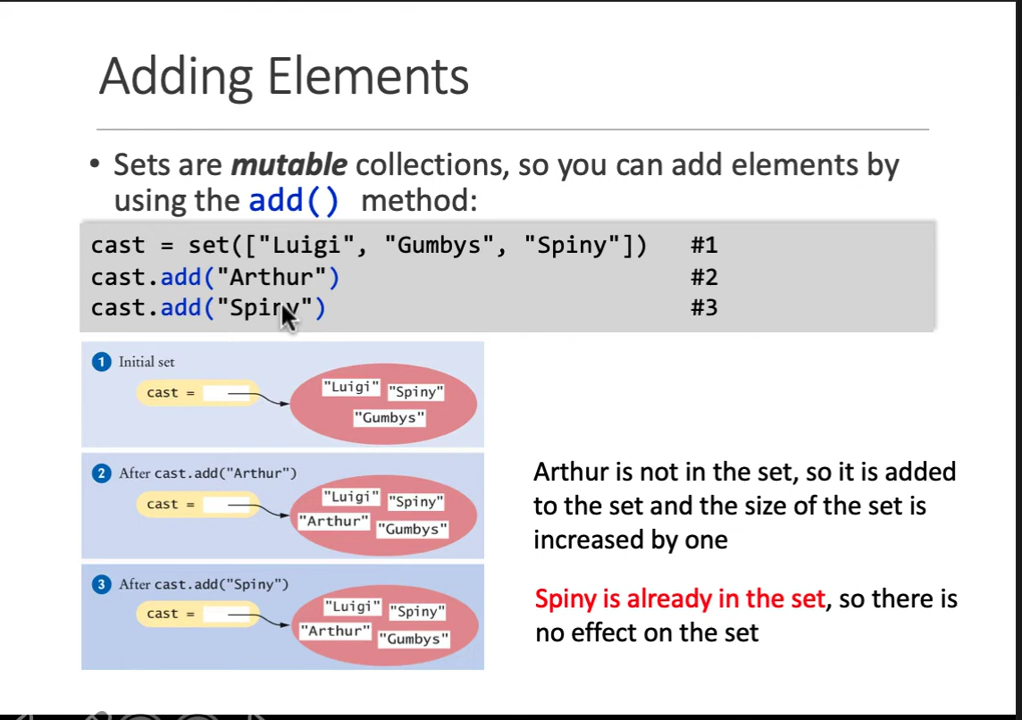 Adding Elements
• Sets are mutable collections, so you can add elements by
using the add() method:
cast = set(["Luigi", "Gumbys", "Spiny"]) #1
cast.add("Arthur") #2
cast.add("Spiny") #3
1 Initial set
cast =
"Luigi" "Spiny"
"Gumbys"
2 After cast.add("Arthur")
cast =
"Luigi" "Spiny"
"Arthur" "Gumbys"
Arthur is not in the set, so it is added
to the set and the size of the set is
increased by one
3 After cast.add("Spiny")
cast =
"Luigi" "Spiny"
"Arthur" "Gumbys"
Spiny is already in the set, so there is
no effect on the set